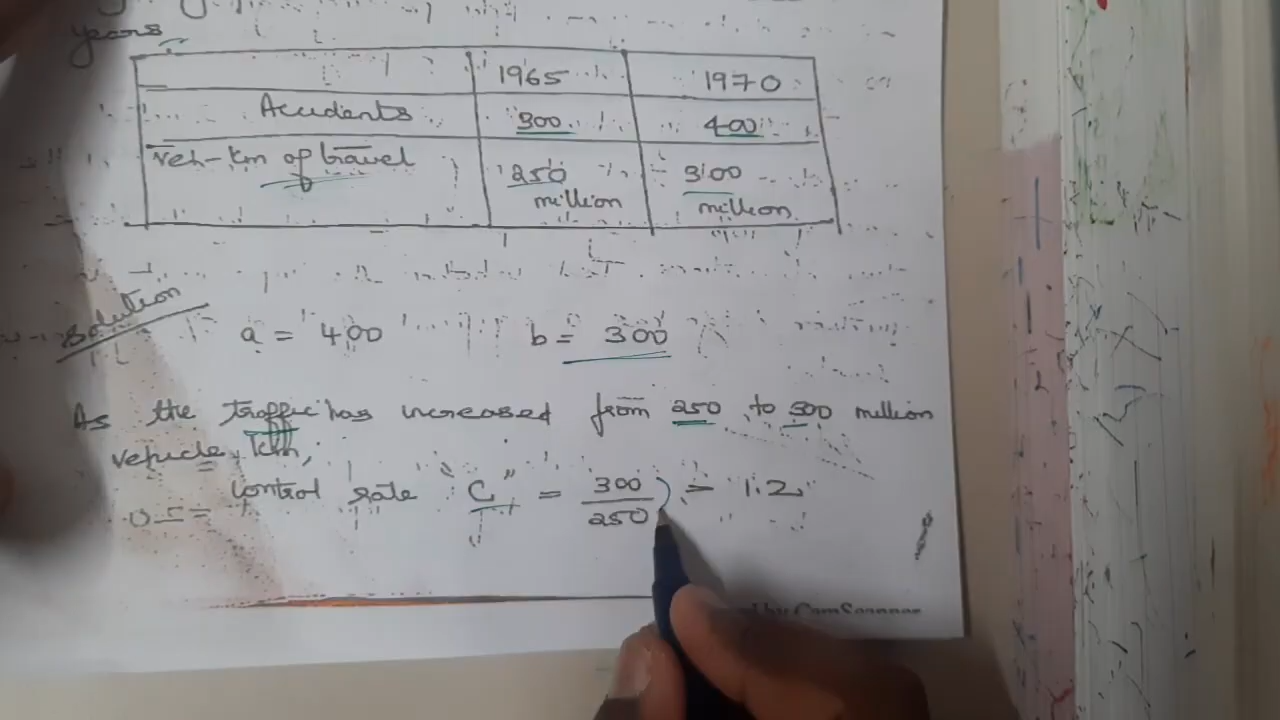 years
1965 1970
Accidents 300 400
Veh-km of travel 250 million 300 million
Solution
a = 400 b = 300
As the traffic has increased from 250 to 300 million
vehicle km,
control rate "C" = 300/250 = 1.2